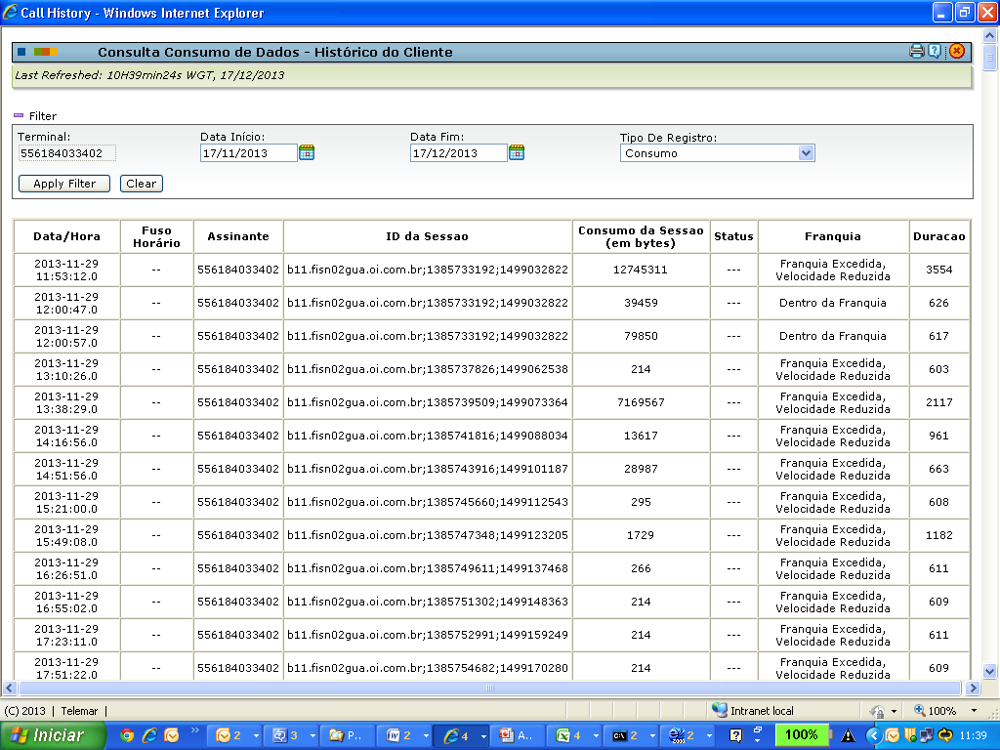 Call History - Windows Internet Explorer
Consulta Consumo de Dados - Histórico do Cliente
Last Refreshed: 10H39min24s WGT, 17/12/2013
Filter
Terminal: Data Início: Data Fim: Tipo De Registro:
556184033402 17/11/2013 17/12/2013 Consumo
Apply Filter Clear
Data/Hora Fuso Horário Assinante ID da Sessao Consumo da Sessao (em bytes) Status Franquia Duracao
2013-11-29 11:53:12.0 -- 556184033402 b11.fisn02gua.oi.com.br;1385733192;1499032822 12745311 --- Franquia Excedida, Velocidade Reduzida 3554
2013-11-29 12:00:47.0 -- 556184033402 b11.fisn02gua.oi.com.br;1385733192;1499032822 39459 --- Dentro da Franquia 626
2013-11-29 12:00:57.0 -- 556184033402 b11.fisn02gua.oi.com.br;1385733192;1499032822 79850 --- Dentro da Franquia 617
2013-11-29 13:10:26.0 -- 556184033402 b11.fisn02gua.oi.com.br;1385737826;1499062538 214 --- Franquia Excedida, Velocidade Reduzida 603
2013-11-29 13:38:29.0 -- 556184033402 b11.fisn02gua.oi.com.br;1385739509;1499073364 7169567 --- Franquia Excedida, Velocidade Reduzida 2117
2013-11-29 14:16:56.0 -- 556184033402 b11.fisn02gua.oi.com.br;1385741816;1499088034 13617 --- Franquia Excedida, Velocidade Reduzida 961
2013-11-29 14:51:56.0 -- 556184033402 b11.fisn02gua.oi.com.br;1385743916;1499101187 28987 --- Franquia Excedida, Velocidade Reduzida 663
2013-11-29 15:21:00.0 -- 556184033402 b11.fisn02gua.oi.com.br;1385745660;1499112543 295 --- Franquia Excedida, Velocidade Reduzida 608
2013-11-29 15:49:08.0 -- 556184033402 b11.fisn02gua.oi.com.br;1385747348;1499123205 1729 --- Franquia Excedida, Velocidade Reduzida 1182
2013-11-29 16:26:51.0 -- 556184033402 b11.fisn02gua.oi.com.br;1385749611;1499137468 266 --- Franquia Excedida, Velocidade Reduzida 611
2013-11-29 16:55:02.0 -- 556184033402 b11.fisn02gua.oi.com.br;1385751302;1499148363 214 --- Franquia Excedida, Velocidade Reduzida 609
2013-11-29 17:23:11.0 -- 556184033402 b11.fisn02gua.oi.com.br;1385752991;1499159249 214 --- Franquia Excedida, Velocidade Reduzida 611
2013-11-29 17:51:22.0 -- 556184033402 b11.fisn02gua.oi.com.br;1385754682;1499170280 214 --- Franquia Excedida, Velocidade Reduzida 609
(C) 2013 | Telemar | Intranet local 100%
Iniciar 2 3 P.. 2 4 A.. 4 2 2 100% 11:39